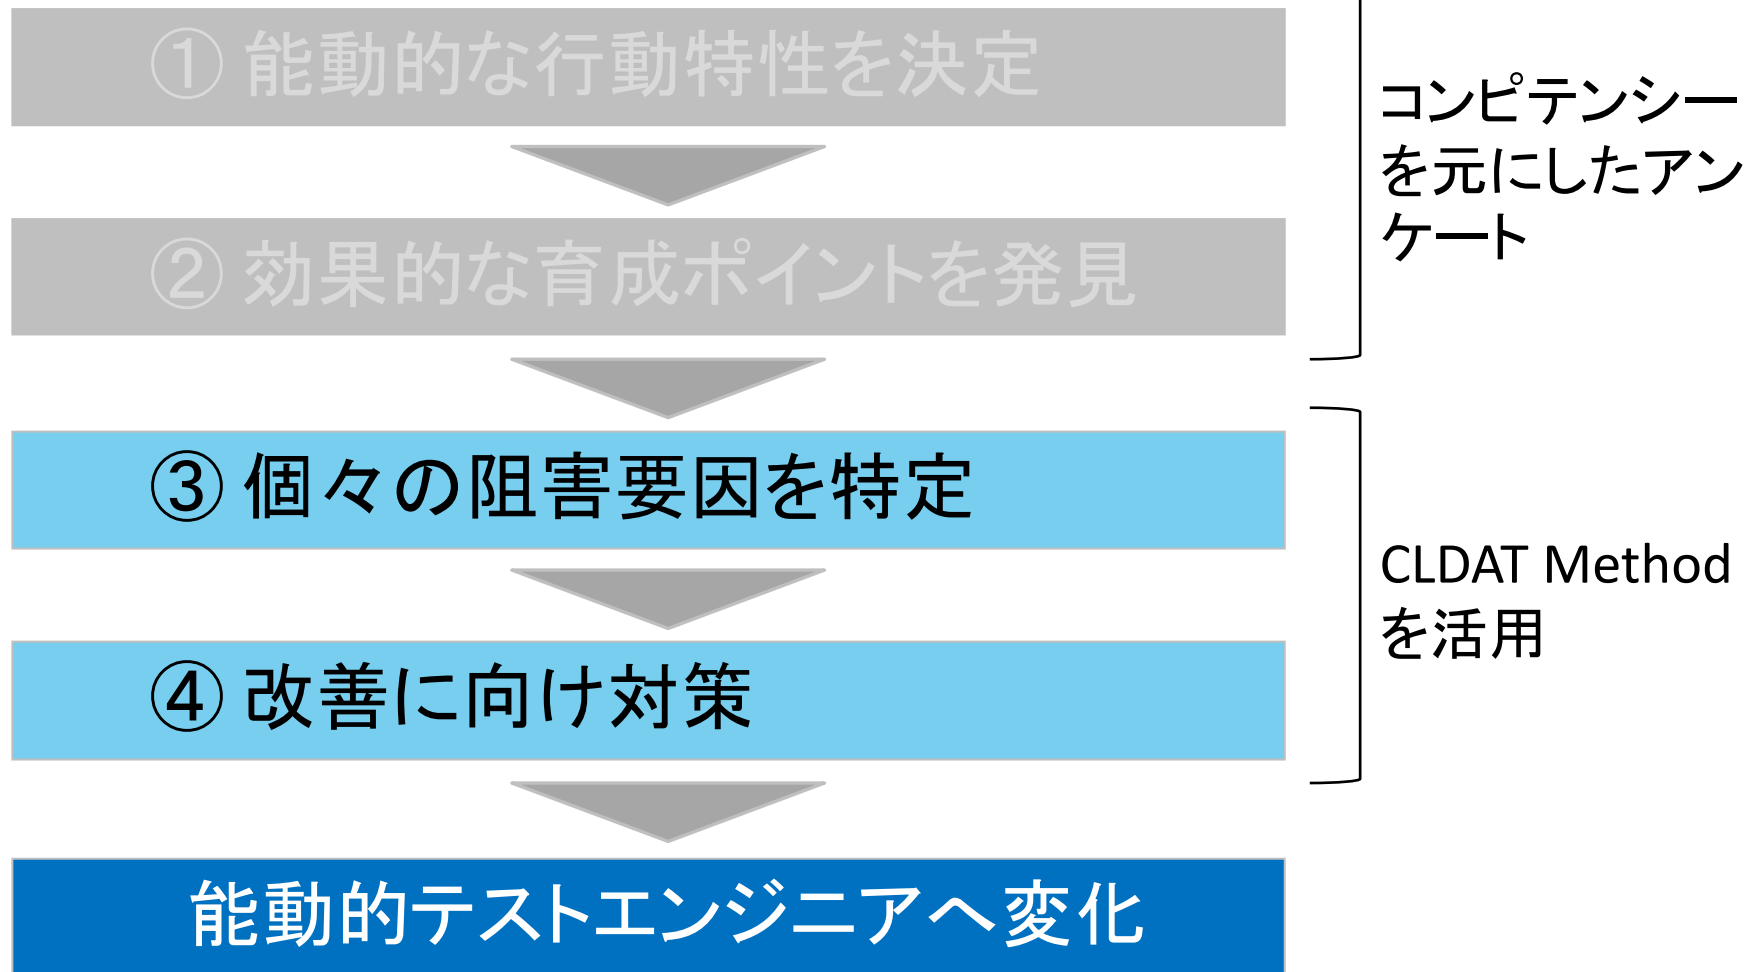 ① 能動的な行動特性を決定
コンピテンシー
を元にしたアン
ケート
② 効果的な育成ポイントを発見
③ 個々の阻害要因を特定
CLDAT Method
を活用
④ 改善に向け対策
能動的テストエンジニアへ変化